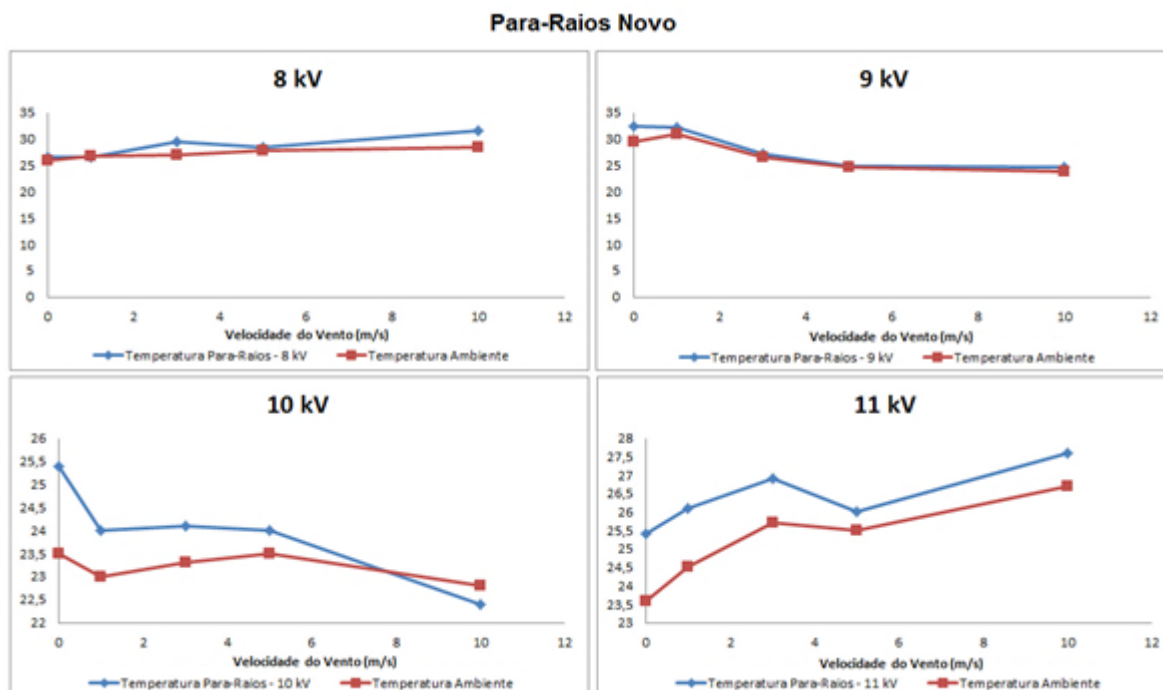 Para-Raios Novo
8 kV
35
30
25
20
15
10
5
0
0 2 4 6 8 10 12
Velocidade do Vento (m/s)
Temperatura Para-Raios - 8 kV Temperatura Ambiente
9 kV
35
30
25
20
15
10
5
0
0 2 4 6 8 10 12
Velocidade do Vento (m/s)
Temperatura Para-Raios - 9 kV Temperatura Ambiente
10 kV
26
25,5
25
24,5
24
23,5
23
22,5
22
0 2 4 6 8 10 12
Velocidade do Vento (m/s)
Temperatura Para-Raios - 10 kV Temperatura Ambiente
11 kV
28
27,5
27
26,5
26
25,5
25
24,5
24
23,5
23
0 2 4 6 8 10 12
Velocidade do Vento (m/s)
Temperatura Para-Raios - 11 kV Temperatura Ambiente